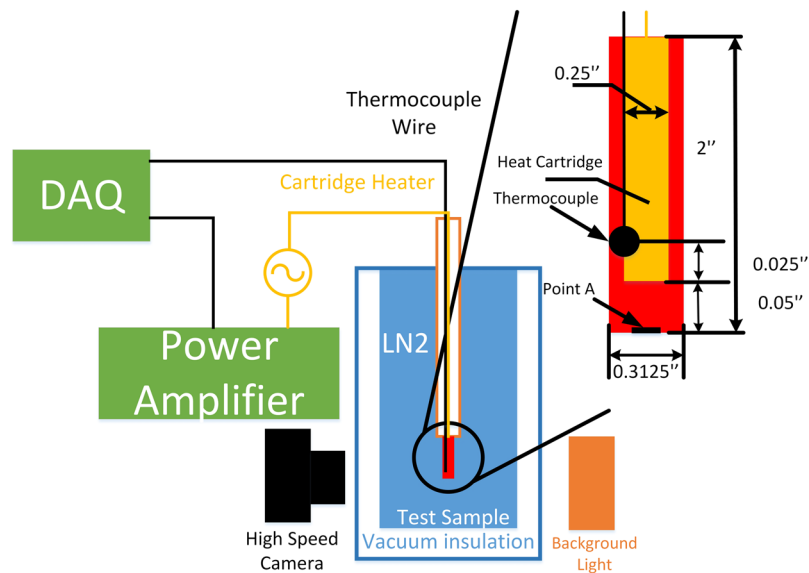 Thermocouple
Wire
DAQ
Cartridge Heater
Power
Amplifier
LN2
High Speed
Camera
Test Sample
Vacuum insulation
Background
Light
0.25''
2''
Heat Cartridge
Thermocouple
0.025''
Point A
0.05''
0.3125''